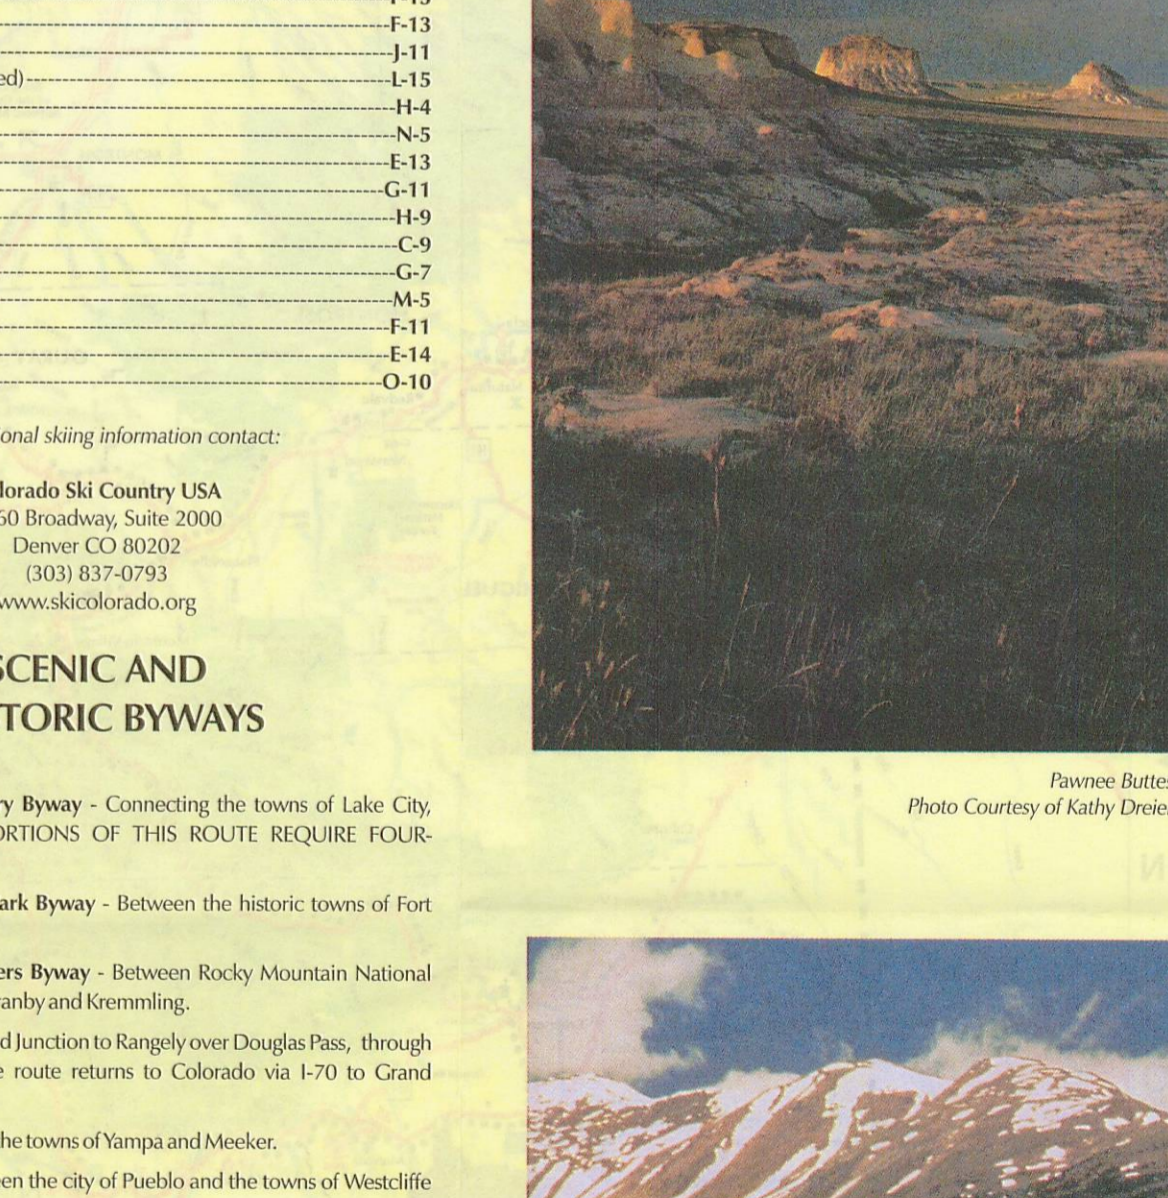 F-13
J-11
ed) L-15
H-4
N-5
E-13
G-11
H-9
C-9
G-7
M-5
F-11
E-14
O-10
onal skiing information contact:
lorado Ski Country USA
60 Broadway, Suite 2000
Denver CO 80202
(303) 837-0793
www.skicolorado.org
SCENIC AND
TORIC BYWAYS
ry Byway - Connecting the towns of Lake City,
ORTIONS OF THIS ROUTE REQUIRE FOUR-
ark Byway - Between the historic towns of Fort
ers Byway - Between Rocky Mountain National
ranby and Kremmling.
d Junction to Rangely over Douglas Pass, through
e route returns to Colorado via I-70 to Grand
he towns of Yampa and Meeker.
en the city of Pueblo and the towns of Westcliffe
Pawnee Buttes
Photo Courtesy of Kathy Dreier